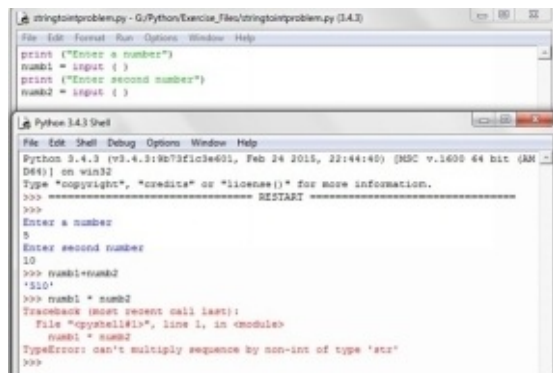 stringtointproblem.py - G:/Python/Exercise_Files/stringtointproblem.py (3.4.3)
File Edit Format Run Options Window Help
print ("Enter a number")
numb1 = input ( )
print ("Enter second number")
numb2 = input ( )
Python 3.4.3 Shell
File Edit Shell Debug Options Window Help
Python 3.4.3 (v3.4.3:9b73f1c3e601, Feb 24 2015, 22:44:40) [MSC v.1600 64 bit (AM
D64)] on win32
Type "copyright", "credits" or "license()" for more information.
>>> ================================ RESTART ================================
>>>
Enter a number
5
Enter second number
10
>>> numb1+numb2
'510'
>>> numb1 * numb2
Traceback (most recent call last):
File "<pyshell#1>", line 1, in <module>
numb1 * numb2
TypeError: can't multiply sequence by non-int of type 'str'
>>>